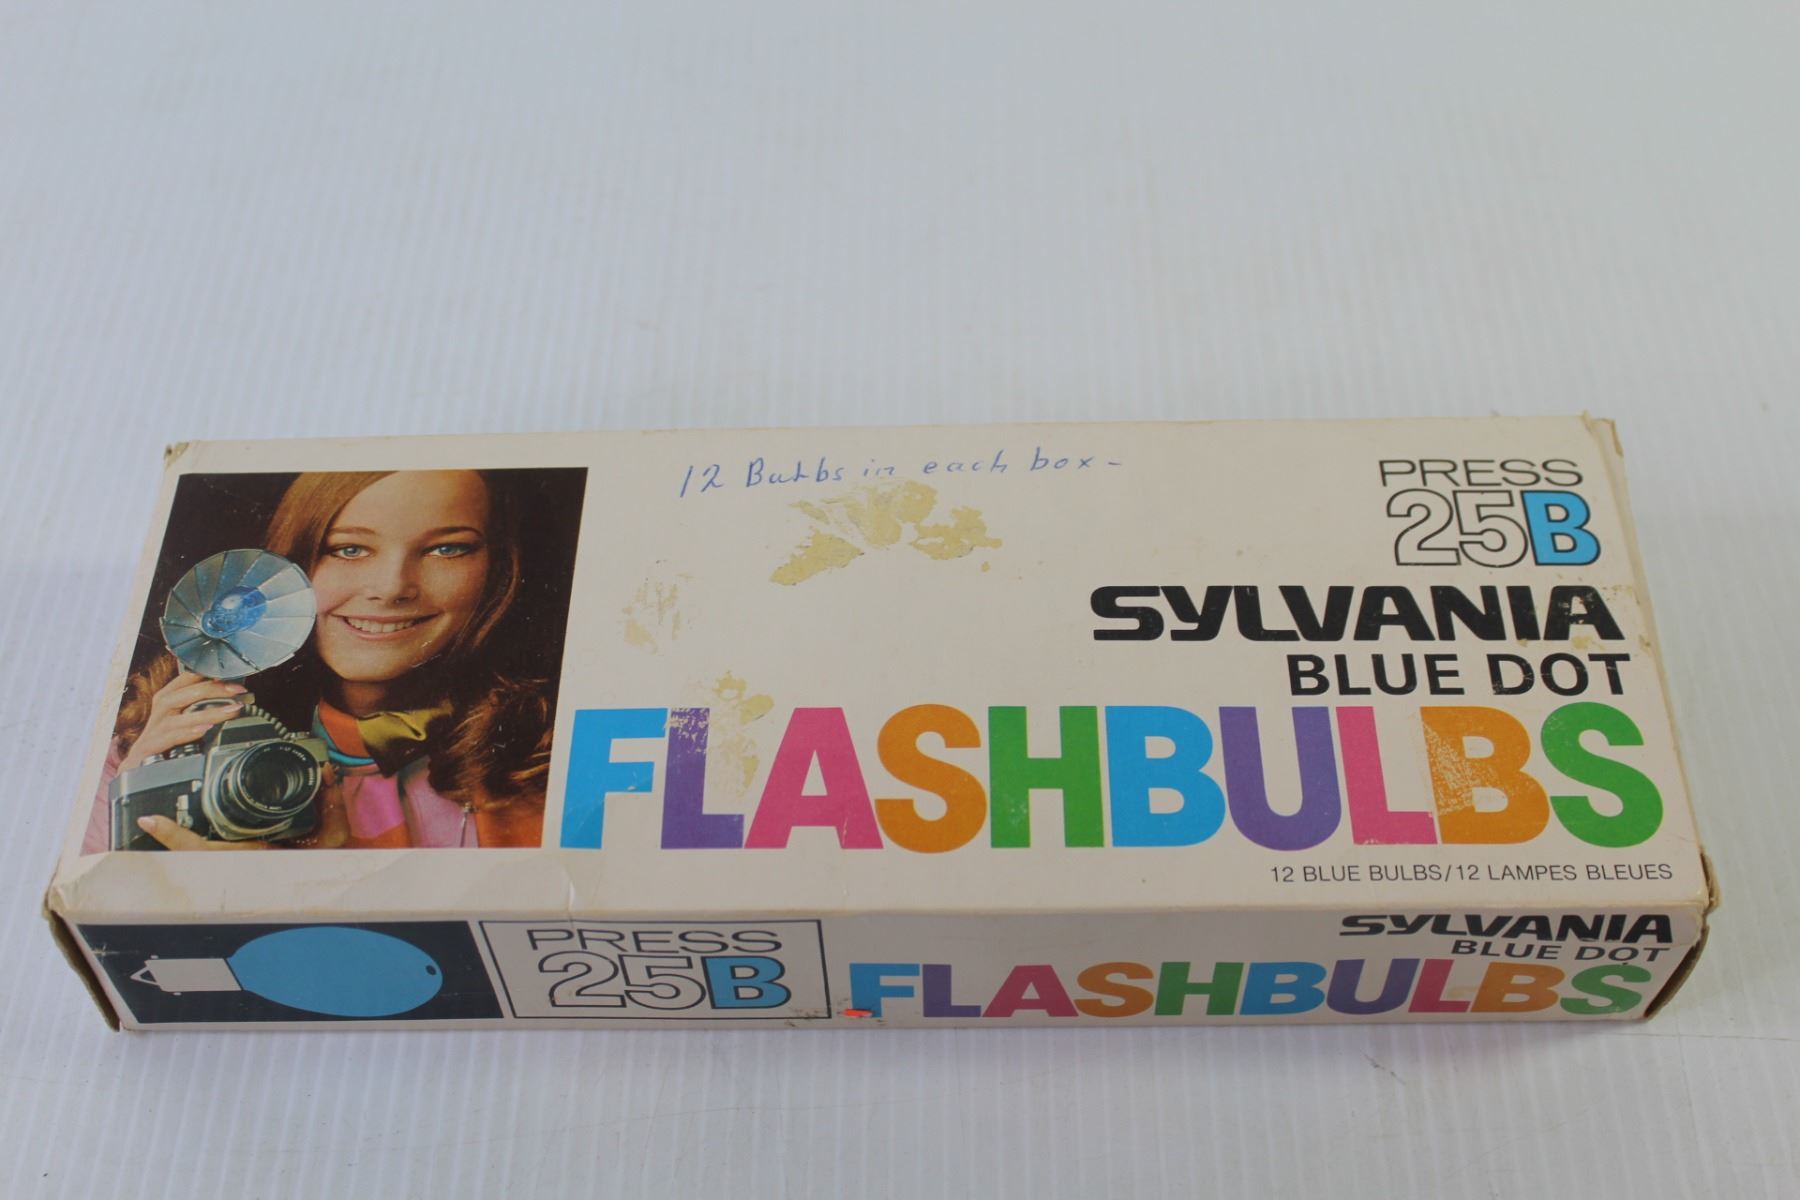 12 Bulbs in each box -
PRESS
25B
SYLVANIA
BLUE DOT
FLASHBULBS
12 BLUE BULBS/12 LAMPES BLEUES
PRESS
25B
SYLVANIA
BLUE DOT
FLASHBULBS